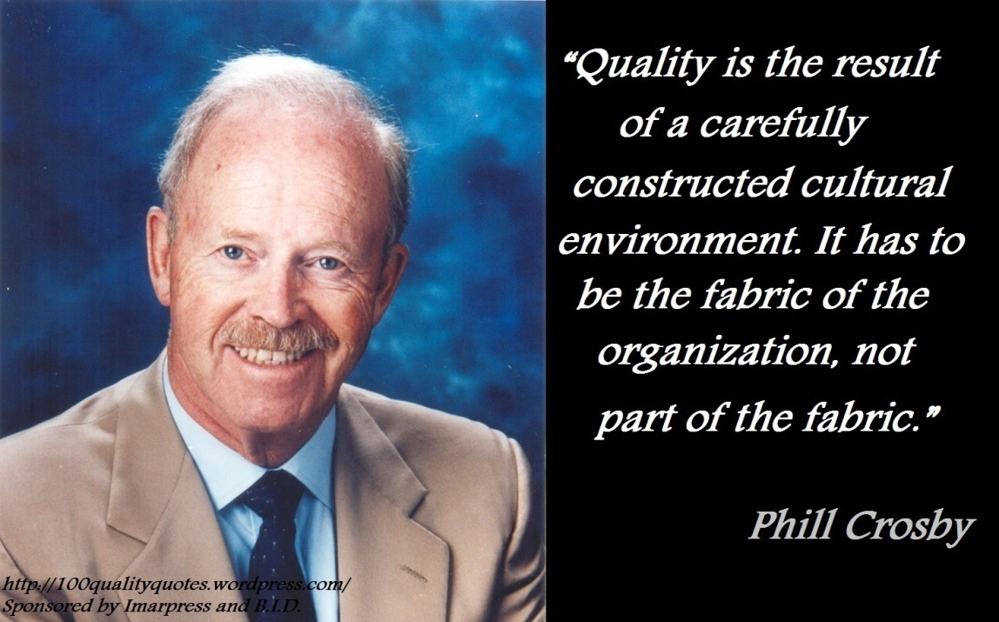 “Quality is the result
of a carefully
constructed cultural
environment. It has to
be the fabric of the
organization, not
part of the fabric.”
Phill Crosby
http://100qualityquotes.wordpress.com/
Sponsored by Imarpress and B.I.D.